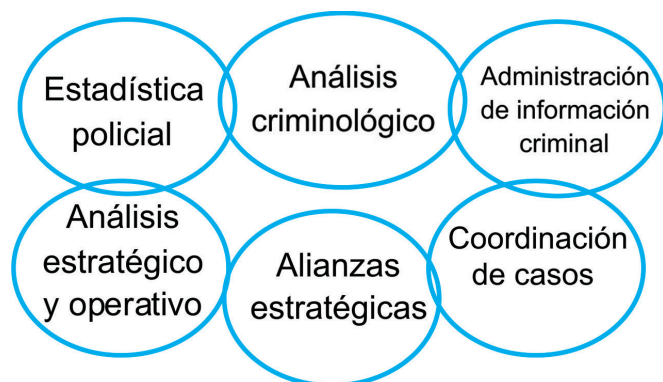 Estadística
policial
Análisis
criminológico
Administración
de información
criminal
Análisis
estratégico
y operativo
Alianzas
estratégicas
Coordinación
de casos